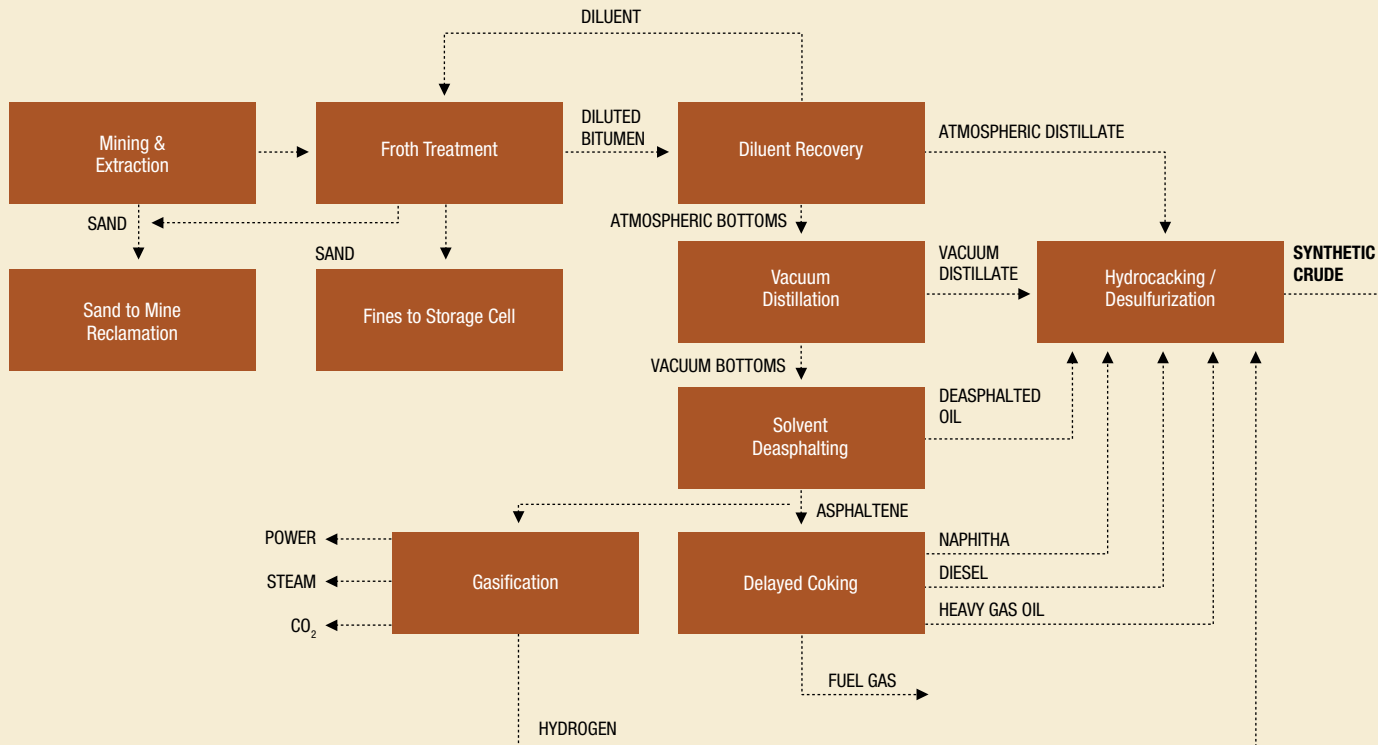 DILUENT
Mining &
Extraction
Froth Treatment
DILUTED
BITUMEN
Diluent Recovery
ATMOSPHERIC DISTILLATE
SAND
ATMOSPHERIC BOTTOMS
SAND
Sand to Mine
Reclamation
Fines to Storage Cell
Vacuum
Distillation
VACUUM
DISTILLATE
Hydrocacking /
Desulfurization
SYNTHETIC
CRUDE
VACUUM BOTTOMS
Solvent
Deasphalting
DEASPHALTED
OIL
ASPHALTENE
POWER
STEAM
CO₂
Gasification
Delayed Coking
NAPHITHA
DIESEL
HEAVY GAS OIL
FUEL GAS
HYDROGEN